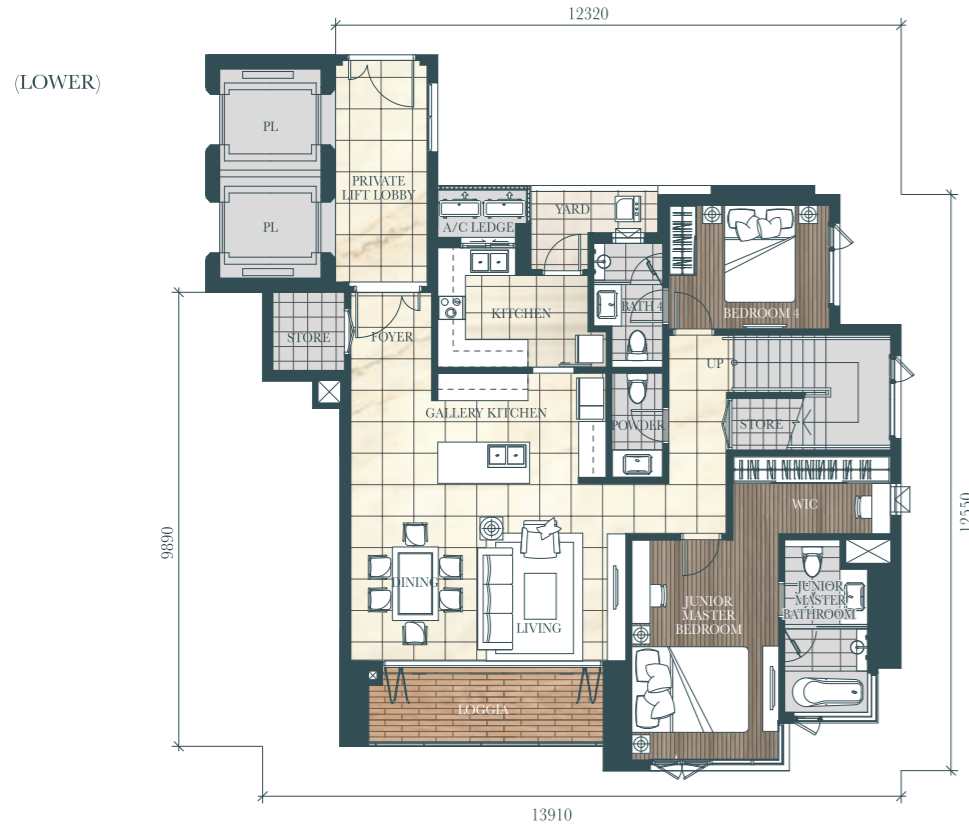 12320
(LOWER)
PL
PRIVATE
LIFT LOBBY
PL
A/C LEDGE
YARD
BATH 4
BEDROOM 4
KITCHEN
STORE
FOYER
UP
GALLERY KITCHEN
POWDER
STORE
WIC
9890
12550
DINING
LIVING
JUNIOR
MASTER
BEDROOM
JUNIOR
MASTER
BATHROOM
LOGGIA
13910